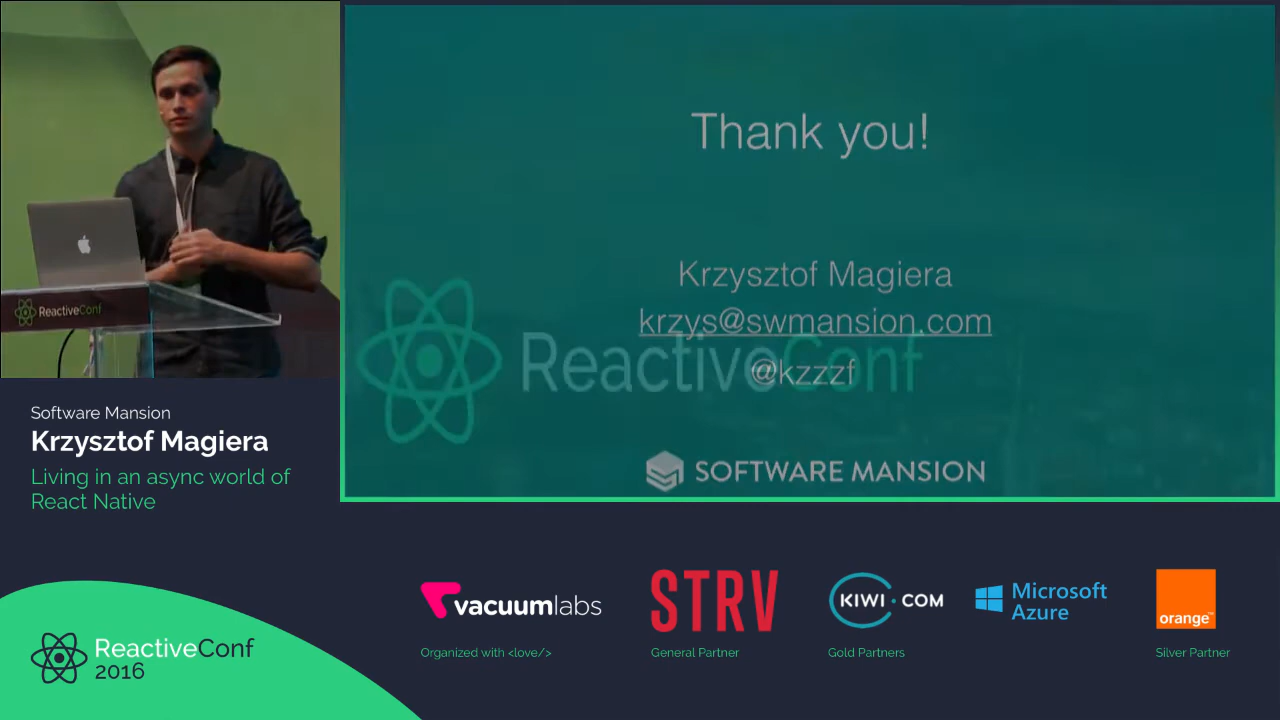 ReactiveConf
Software Mansion
Krzysztof Magiera
Living in an async world of
React Native
Thank you!
Krzysztof Magiera
krzys@swmansion.com
ReactiveConf
@kzzzf
SOFTWARE MANSION
ReactiveConf
2016
vacuumlabs
Organized with <love/>
STRV
General Partner
KIWI.COM
Gold Partners
Microsoft
Azure
orange™
Silver Partner